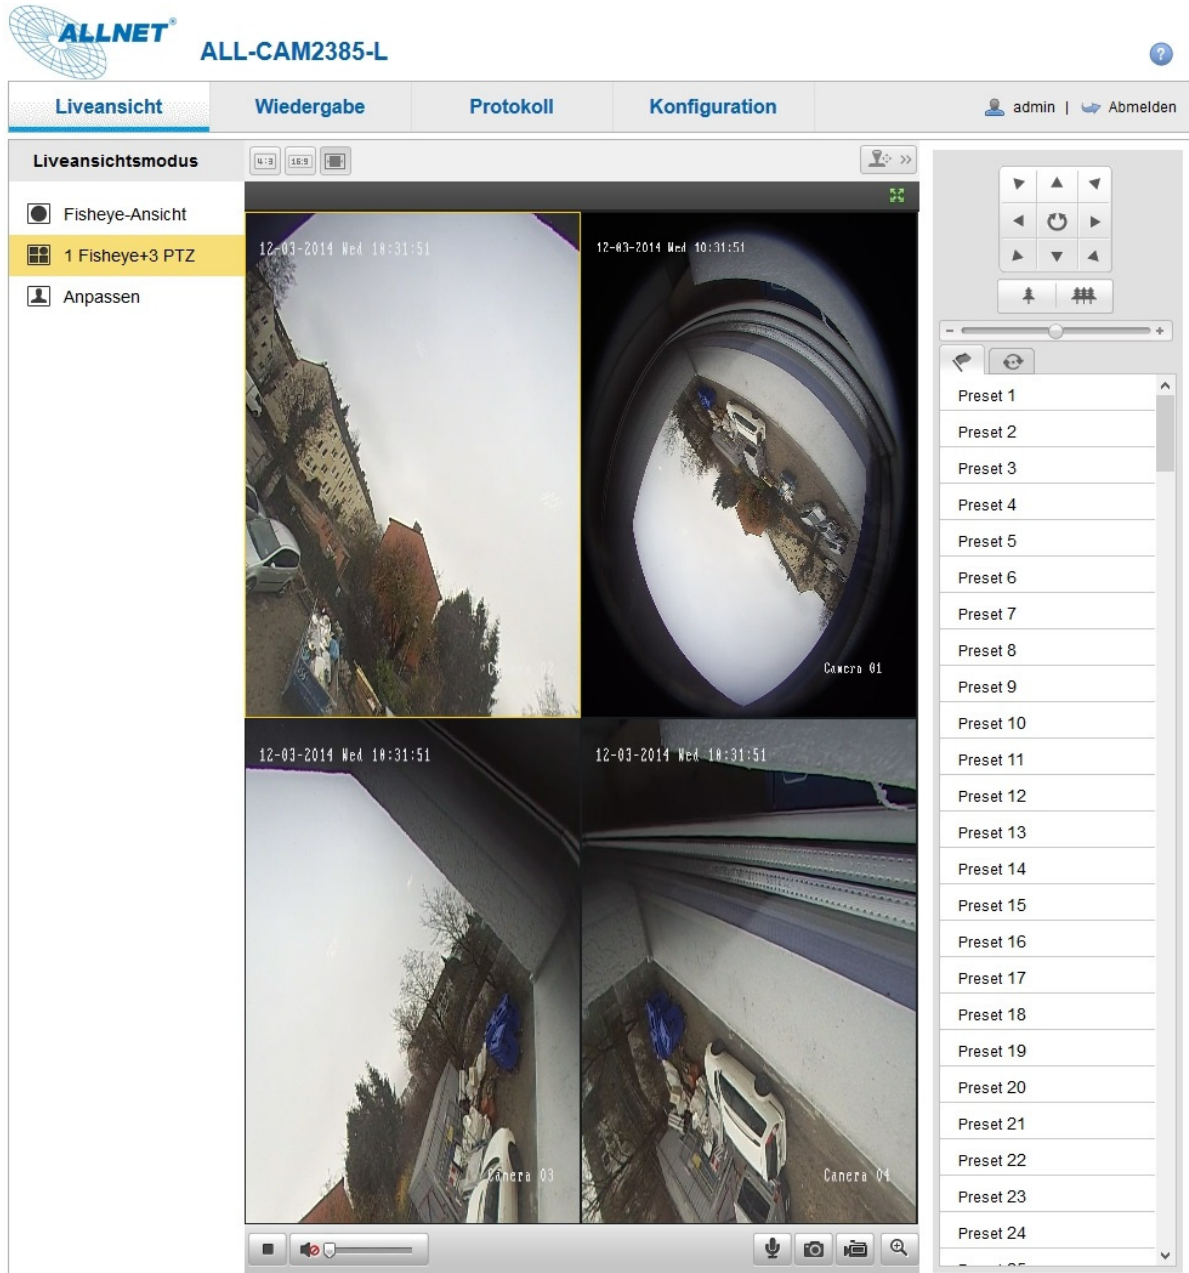 ALLNET®
ALL-CAM2385-L
?
Liveansicht
Wiedergabe
Protokoll
Konfiguration
admin | Abmelden
Liveansichtsmodus
4:3
16:9
Fisheye-Ansicht
1 Fisheye+3 PTZ
Anpassen
12-03-2014 Wed 10:31:51
Camera 02
12-03-2014 Wed 10:31:51
Camera 01
12-03-2014 Wed 10:31:51
Camera 03
12-03-2014 Wed 10:31:51
Camera 04
Preset 1
Preset 2
Preset 3
Preset 4
Preset 5
Preset 6
Preset 7
Preset 8
Preset 9
Preset 10
Preset 11
Preset 12
Preset 13
Preset 14
Preset 15
Preset 16
Preset 17
Preset 18
Preset 19
Preset 20
Preset 21
Preset 22
Preset 23
Preset 24